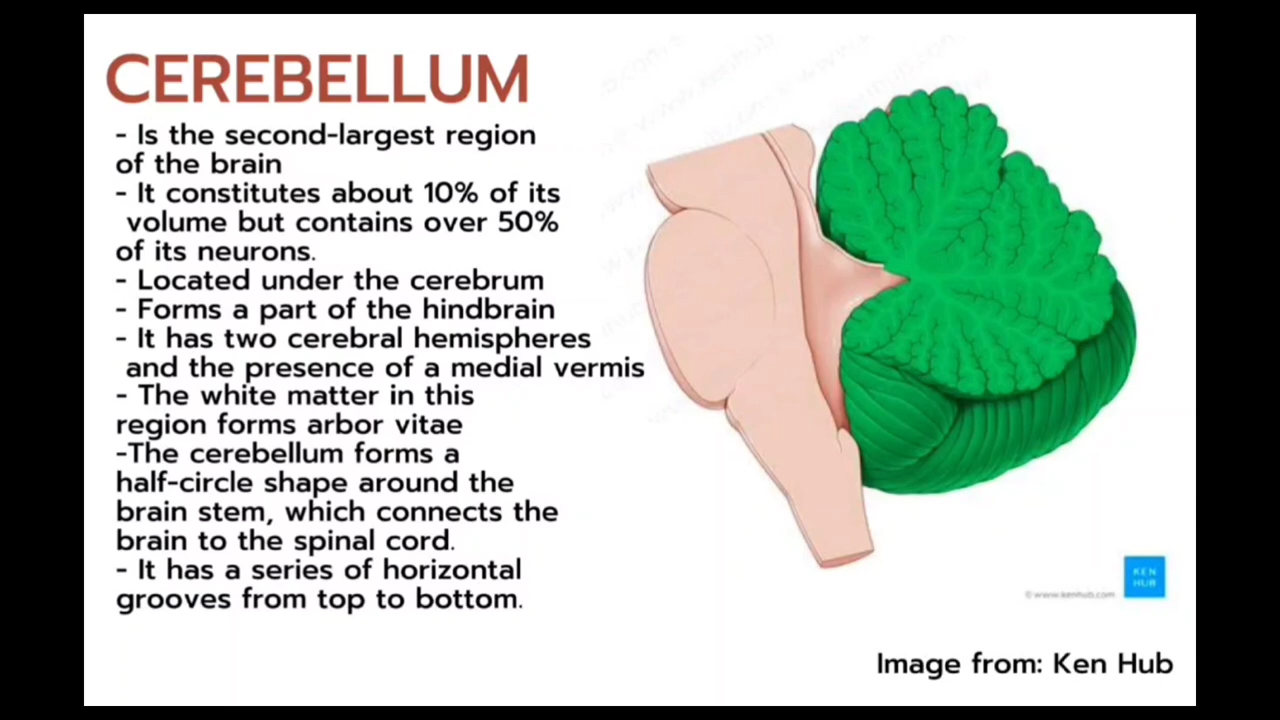 CEREBELLUM
- Is the second-largest region
of the brain
- It constitutes about 10% of its
volume but contains over 50%
of its neurons.
- Located under the cerebrum
- Forms a part of the hindbrain
- It has two cerebral hemispheres
and the presence of a medial vermis
- The white matter in this
region forms arbor vitae
-The cerebellum forms a
half-circle shape around the
brain stem, which connects the
brain to the spinal cord.
- It has a series of horizontal
grooves from top to bottom.
KEN
HUB
© www.kenhub.com
Image from: Ken Hub